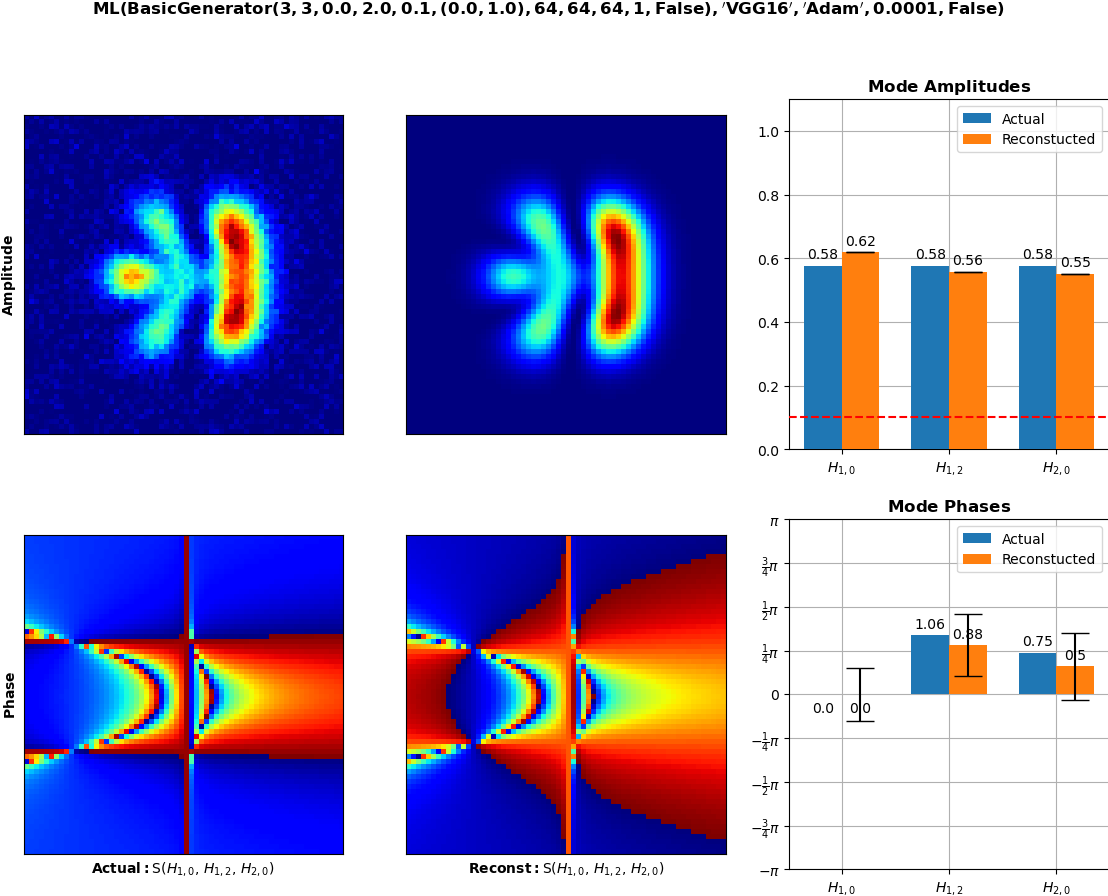 ML(BasicGenerator(3, 3, 0.0, 2.0, 0.1, (0.0, 1.0), 64, 64, 64, 1, False), ′VGG16′, ′Adam′, 0.0001, False)
Amplitude
Mode Amplitudes
Actual
Reconstucted
1.0
0.8
0.6
0.4
0.2
0.0
0.58
0.62
0.58
0.56
0.58
0.55
H1,0
H1,2
H2,0
Phase
Actual: S(H1,0, H1,2, H2,0)
Reconst: S(H1,0, H1,2, H2,0)
Mode Phases
Actual
Reconstucted
π
3/4π
1/2π
1/4π
0
−1/4π
−1/2π
−3/4π
−π
0.0
0.0
1.06
0.88
0.75
0.5
H1,0
H1,2
H2,0